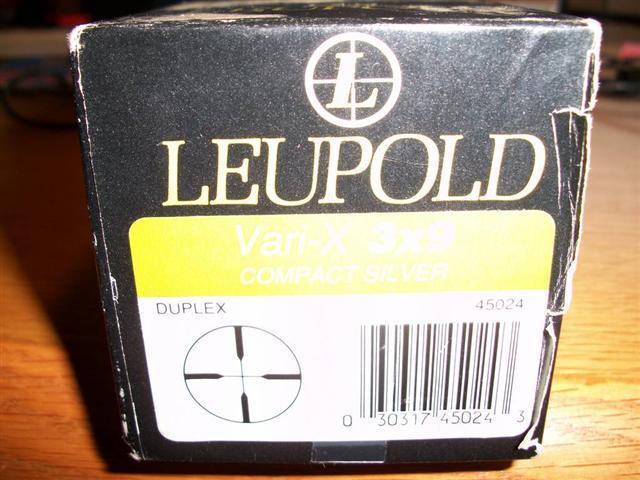 L
LEUPOLD
Vari-X 3x9
COMPACT SILVER
DUPLEX 45024
0 30317 45024 3